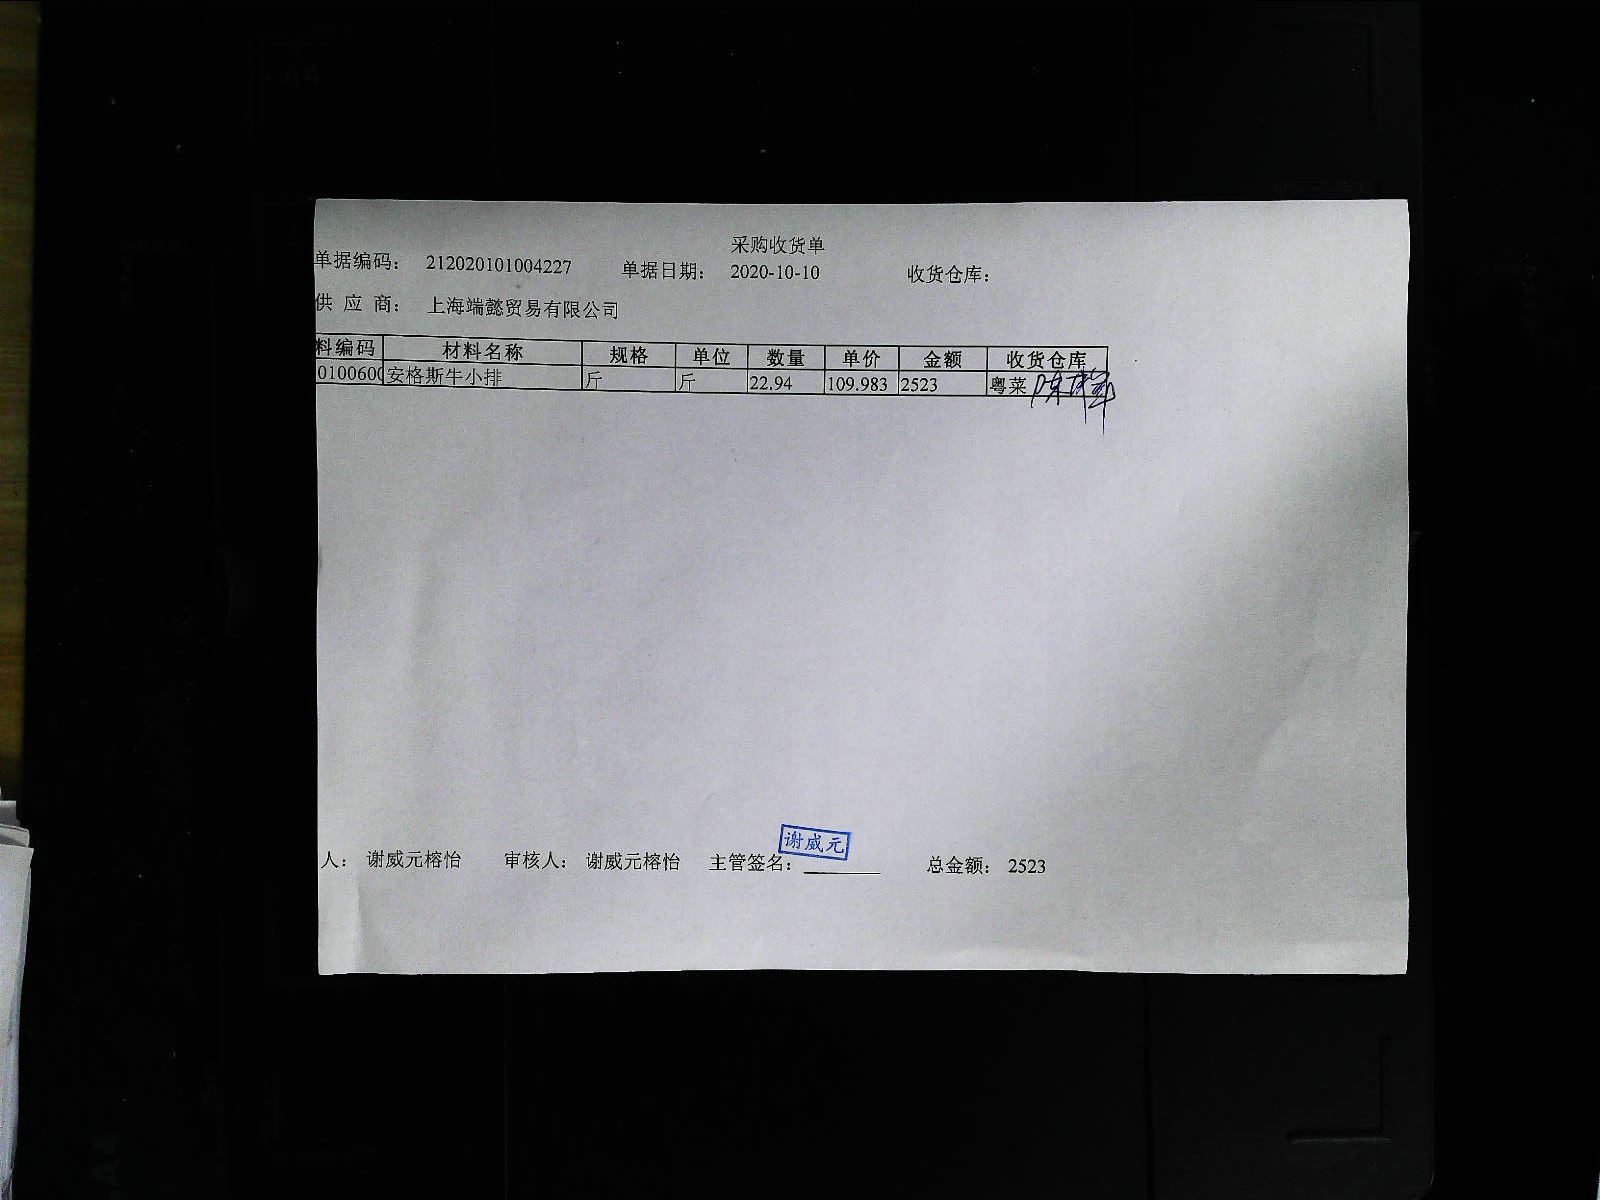 采购收货单
单据编码： 212020101004227 单据日期： 2020-10-10 收货仓库：
供 应 商： 上海端懿贸易有限公司
料编码 材料名称 规格 单位 数量 单价 金额 收货仓库
0100600 安格斯牛小排 斤 斤 22.94 109.983 2523 粤菜
谢威元
人： 谢威元榕怡 审核人： 谢威元榕怡 主管签名： 总金额： 2523